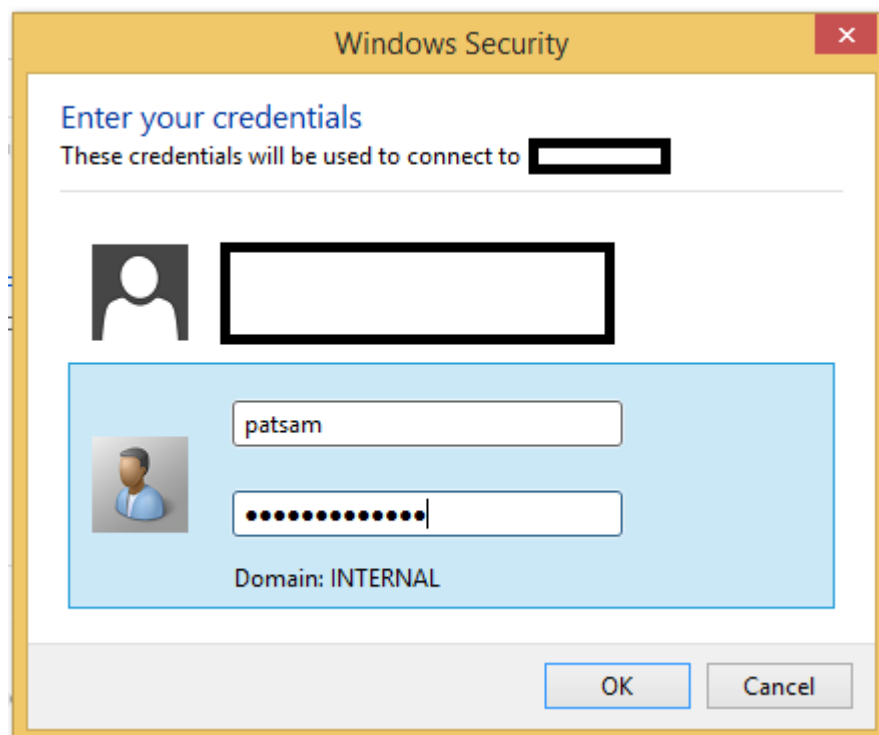 Windows Security
Enter your credentials
These credentials will be used to connect to
patsam
•••••••••••••
Domain: INTERNAL
OK
Cancel